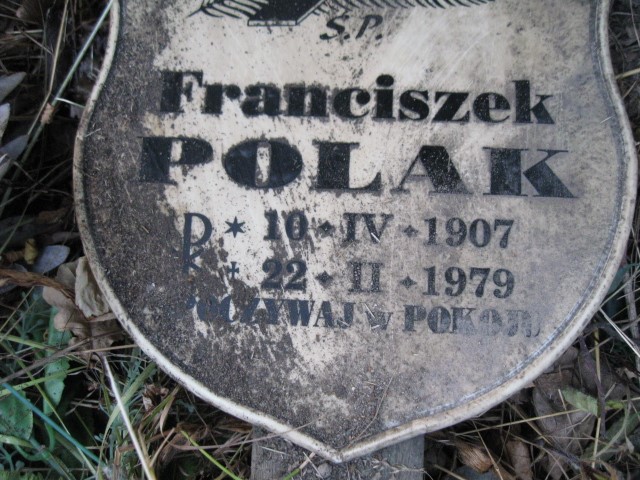 Ś.P.
Franciszek
POLAK
R * 10 • IV • 1907
† 22 • II • 1979
POCZYWAJ w POKOJU